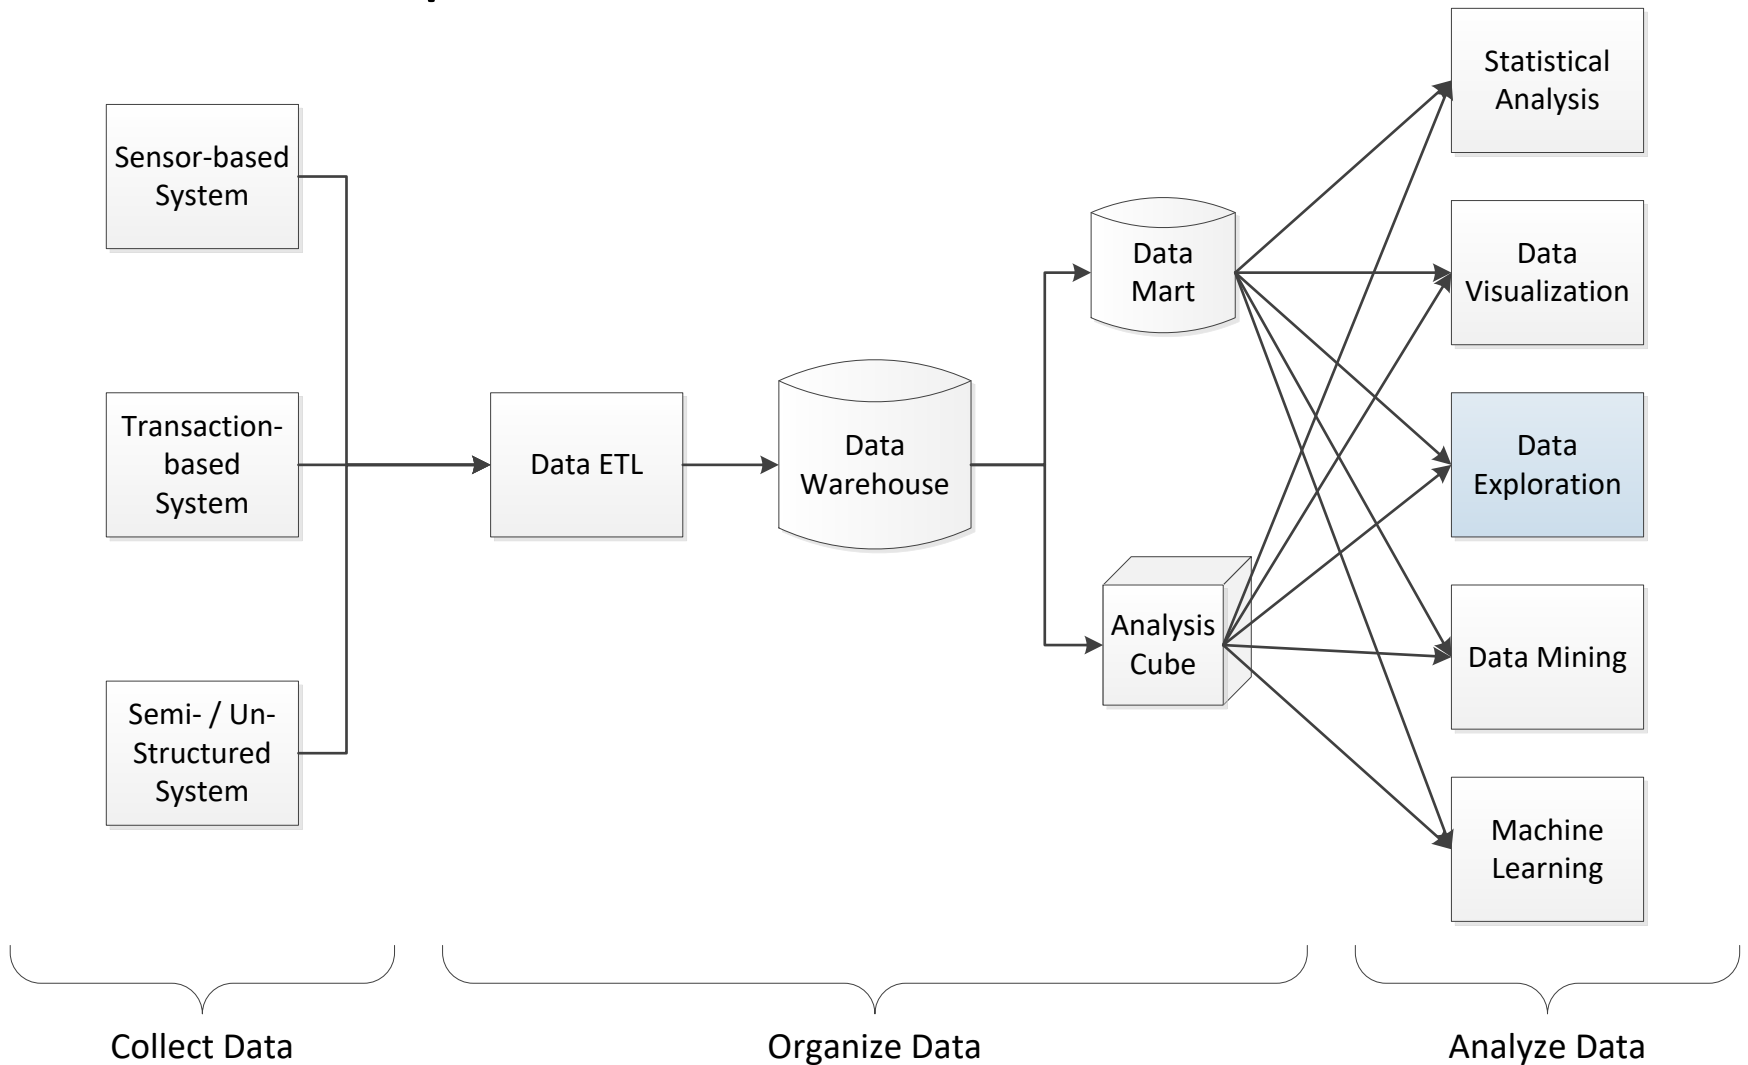 Sensor-based
System
Transaction-
based
System
Semi- / Un-
Structured
System
Data ETL
Data
Warehouse
Data
Mart
Analysis
Cube
Statistical
Analysis
Data
Visualization
Data
Exploration
Data Mining
Machine
Learning
Collect Data
Organize Data
Analyze Data